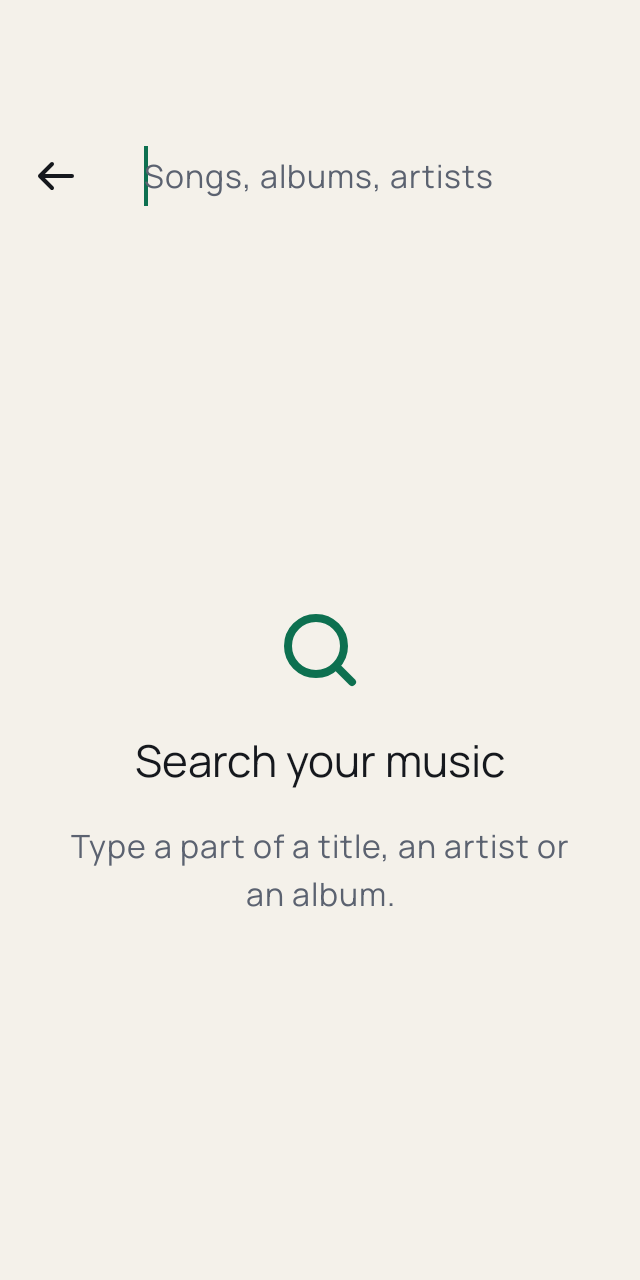 Songs, albums, artists
Search your music
Type a part of a title, an artist or
an album.